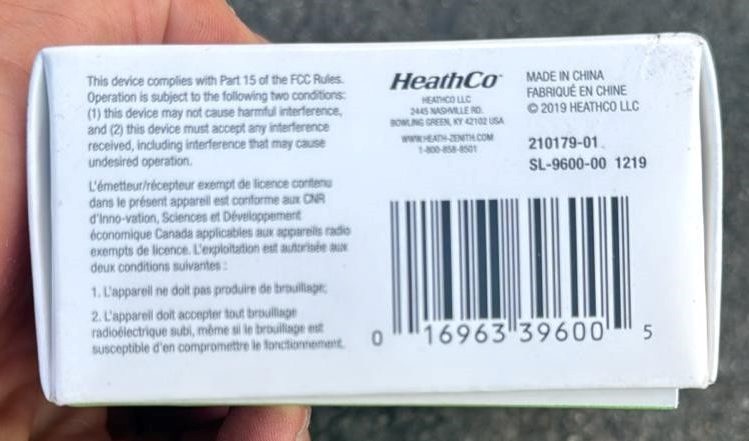 This device complies with Part 15 of the FCC Rules.
Operation is subject to the following two conditions:
(1) this device may not cause harmful interference,
and (2) this device must accept any interference
received, including interference that may cause
undesired operation.
L'émetteur/récepteur exempt de licence contenu
dans le présent appareil est conforme aux CNR
d'Inno-vation, Sciences et Développement
économique Canada applicables aux appareils radio
exempts de licence. L'exploitation est autorisée aux
deux conditions suivantes :
1. L'appareil ne doit pas produire de brouillage;
2. L'appareil doit accepter tout brouillage
radioélectrique subi, même si le brouillage est
susceptible d'en compromettre le fonctionnement.
HeathCo
HEATHCO LLC
2445 NASHVILLE RD.
BOWLING GREEN, KY 42102 USA
WWW.HEATH-ZENITH.COM
1-800-858-8501
MADE IN CHINA
FABRIQUÉ EN CHINE
© 2019 HEATHCO LLC
210179-01
SL-9600-00 1219
0 16963 39600 5